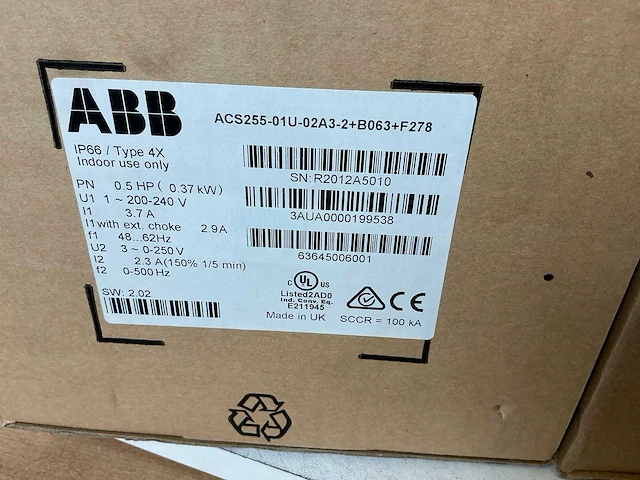 ABB
ACS255-01U-02A3-2+B063+F278
IP66 / Type 4X
Indoor use only
PN 0.5 HP ( 0.37 kW)
U1 1 ~ 200-240 V
I1 3.7 A
I1 with ext. choke 2.9A
f1 48...62Hz
U2 3 ~ 0-250 V
I2 2.3 A(150% 1/5 min)
f2 0-500 Hz
SW: 2.02
SN: R2012A5010
3AUA0000199538
63645006001
C UL US
Listed2AD0
Ind. Conv. Eq.
E211945
CE
Made in UK SCCR = 100 kA